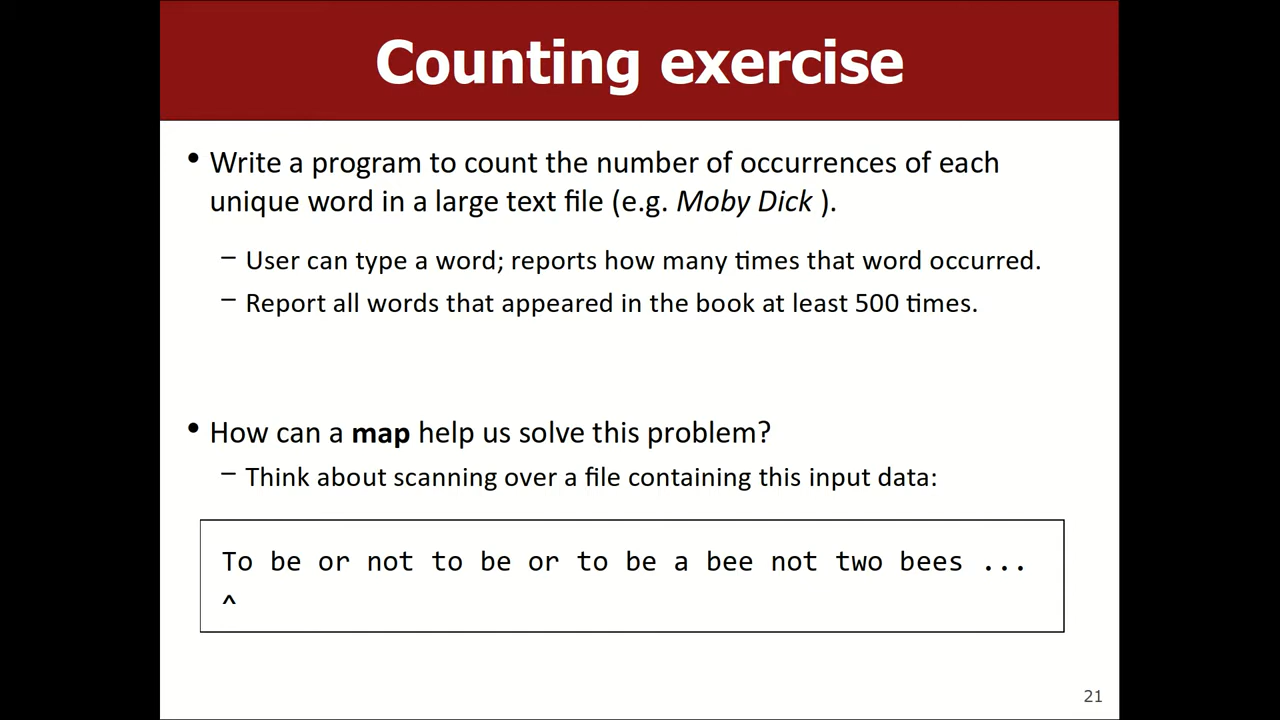 Counting exercise
• Write a program to count the number of occurrences of each
unique word in a large text file (e.g. Moby Dick ).
– User can type a word; reports how many times that word occurred.
– Report all words that appeared in the book at least 500 times.
• How can a map help us solve this problem?
– Think about scanning over a file containing this input data:
To be or not to be or to be a bee not two bees ...
^
21